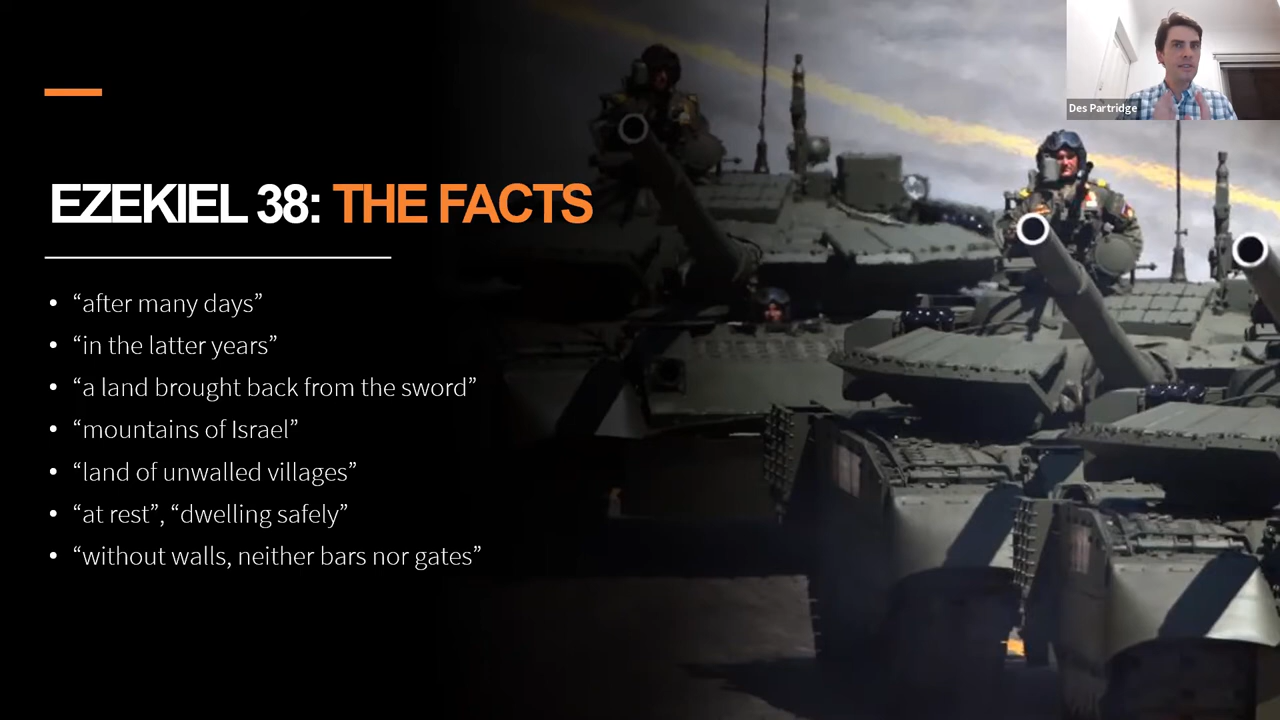 Des Partridge
EZEKIEL 38: THE FACTS
• “after many days”
• “in the latter years”
• “a land brought back from the sword”
• “mountains of Israel”
• “land of unwalled villages”
• “at rest”, “dwelling safely”
• “without walls, neither bars nor gates”